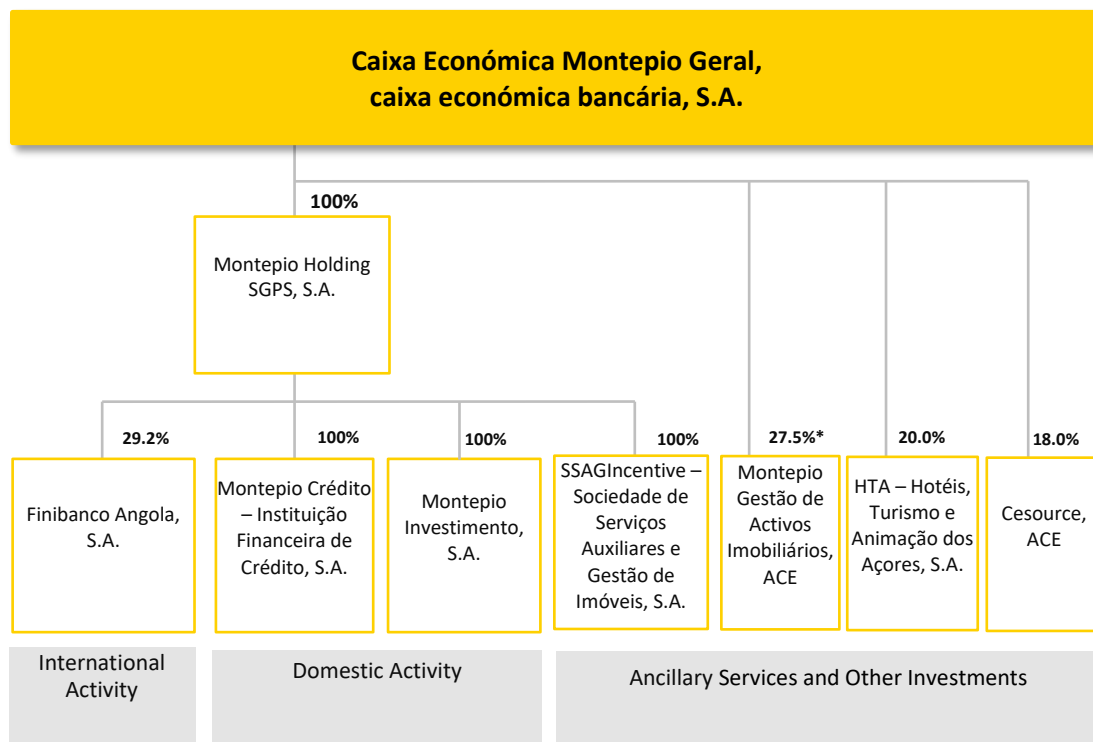 Caixa Económica Montepio Geral,
caixa económica bancária, S.A.
100%
Montepio Holding
SGPS, S.A.
29.2%
100%
100%
100%
27.5%*
20.0%
18.0%
Finibanco Angola,
S.A.
Montepio Crédito
– Instituição
Financeira de
Crédito, S.A.
Montepio
Investimento,
S.A.
SSAGIncentive –
Sociedade de
Serviços
Auxiliares e
Gestão de
Imóveis, S.A.
Montepio
Gestão de
Activos
Imobiliários,
ACE
HTA – Hotéis,
Turismo e
Animação dos
Açores, S.A.
Cesource,
ACE
International
Activity
Domestic Activity
Ancillary Services and Other Investments